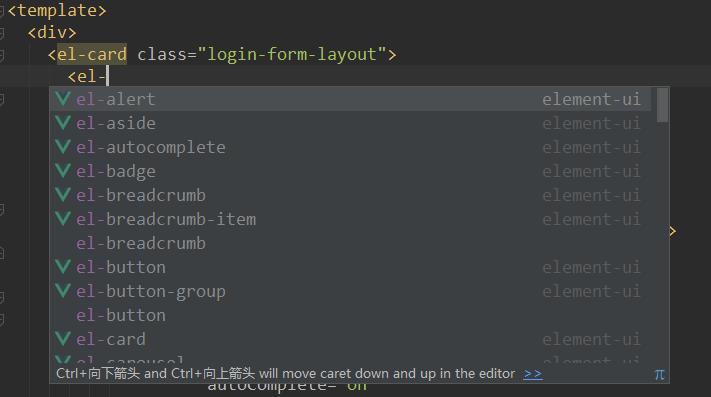 <template>
<div>
<el-card class="login-form-layout">
<el-
el-alert element-ui
el-aside element-ui
el-autocomplete element-ui
el-badge element-ui
el-breadcrumb element-ui
el-breadcrumb-item element-ui
el-breadcrumb
>
el-button element-ui
el-button-group element-ui
el-button
el-card element-ui
el-carousel element-ui
Ctrl+向下箭头 and Ctrl+向上箭头 will move caret down and up in the editor >> π
autoComplete="on"